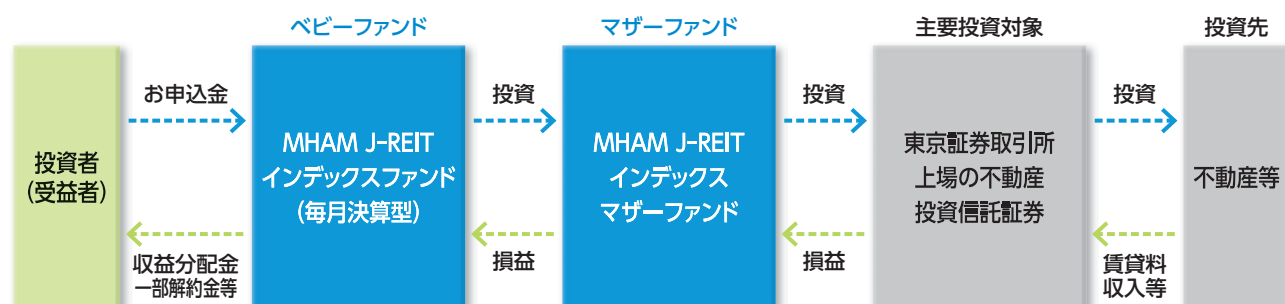 ベビーファンド
マザーファンド
主要投資対象
投資先
投資者
(受益者)
お申込金
収益分配金
一部解約金等
MHAM J-REIT
インデックスファンド
(毎月決算型)
投資
損益
MHAM J-REIT
インデックス
マザーファンド
投資
損益
東京証券取引所
上場の不動産
投資信託証券
投資
賃貸料
収入等
不動産等